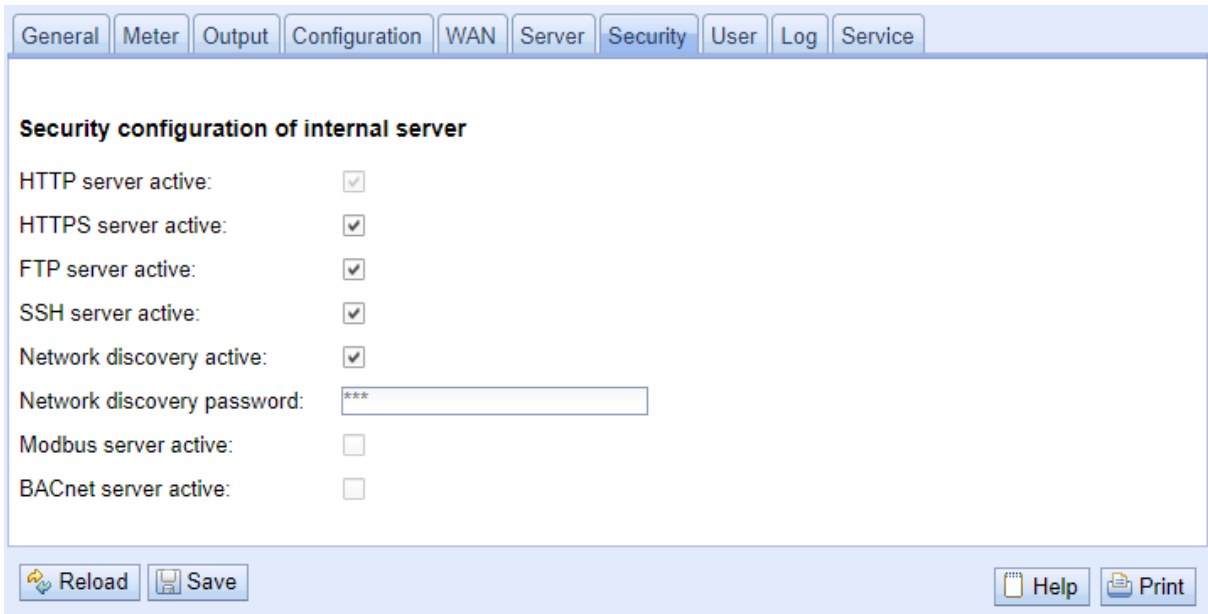 General Meter Output Configuration WAN Server Security User Log Service
Security configuration of internal server
HTTP server active:
HTTPS server active:
FTP server active:
SSH server active:
Network discovery active:
Network discovery password: ***
Modbus server active:
BACnet server active:
Reload Save Help Print